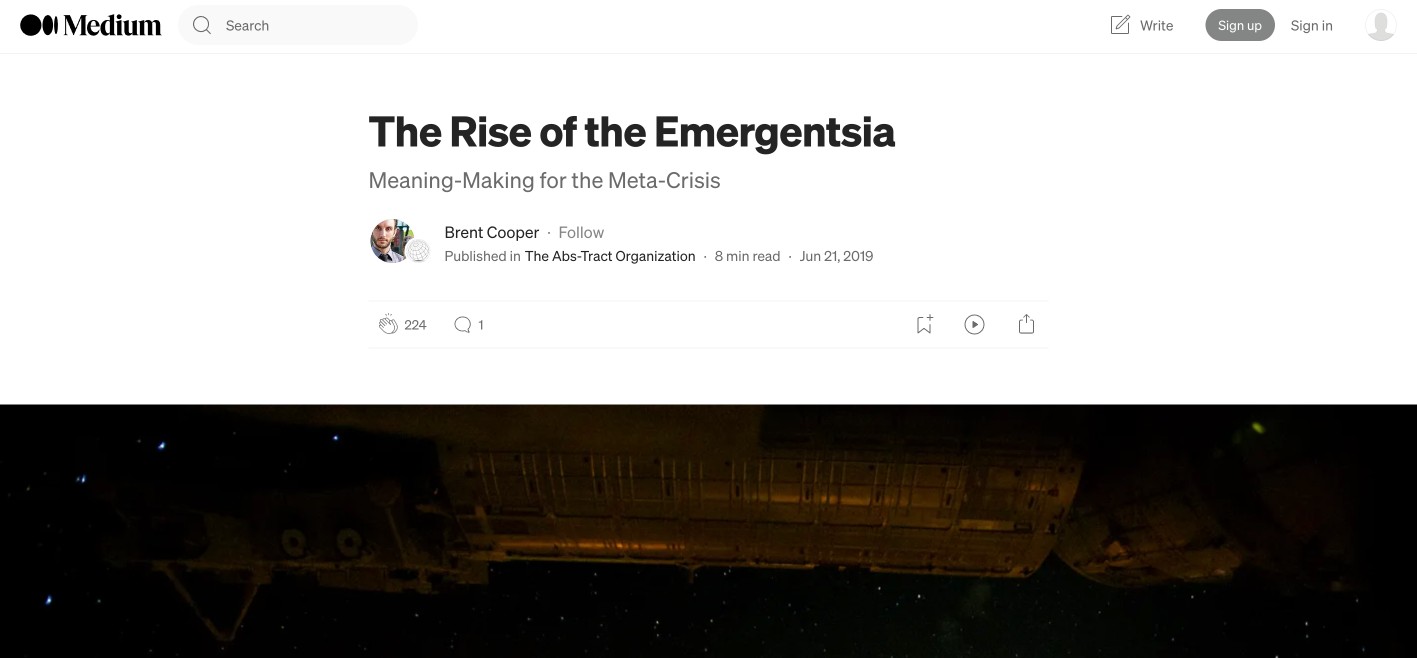 Medium
Search
Write
Sign up
Sign in
The Rise of the Emergentsia
Meaning-Making for the Meta-Crisis
Brent Cooper · Follow
Published in The Abs-Tract Organization · 8 min read · Jun 21, 2019
224
1